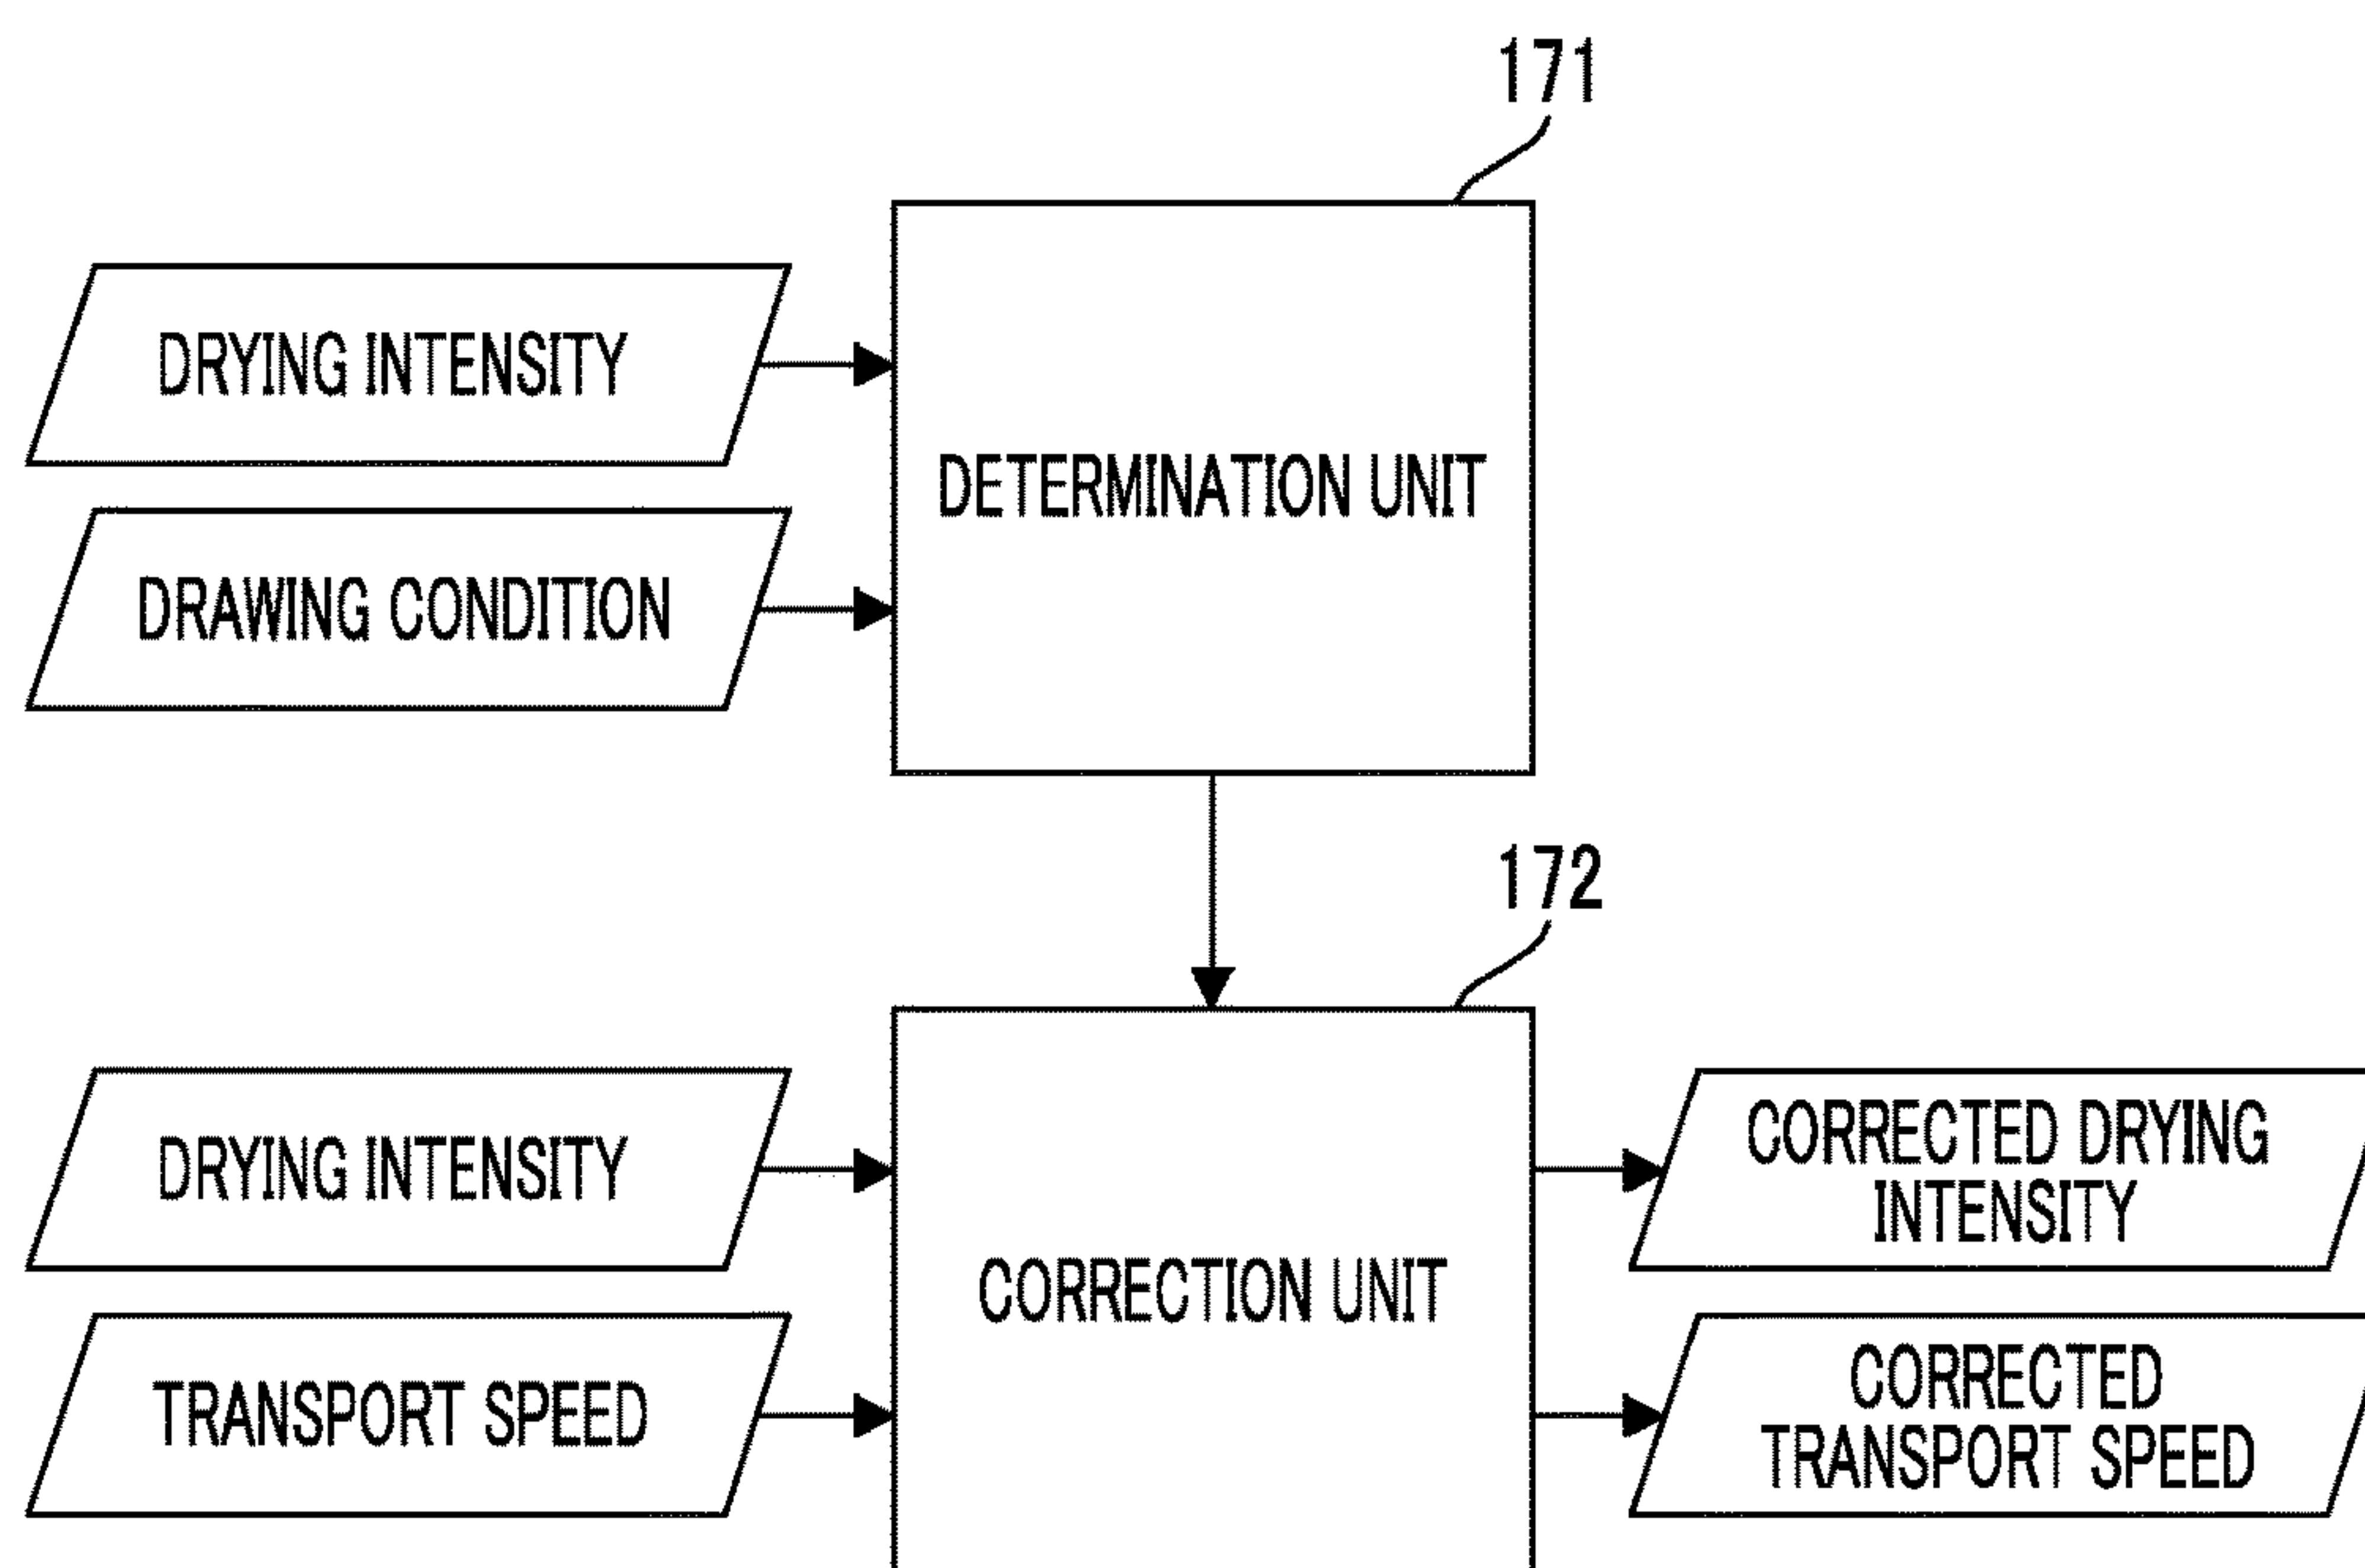 171
DRYING INTENSITY
DETERMINATION UNIT
DRAWING CONDITION
172
DRYING INTENSITY
CORRECTED DRYING
INTENSITY
CORRECTION UNIT
TRANSPORT SPEED
CORRECTED
TRANSPORT SPEED